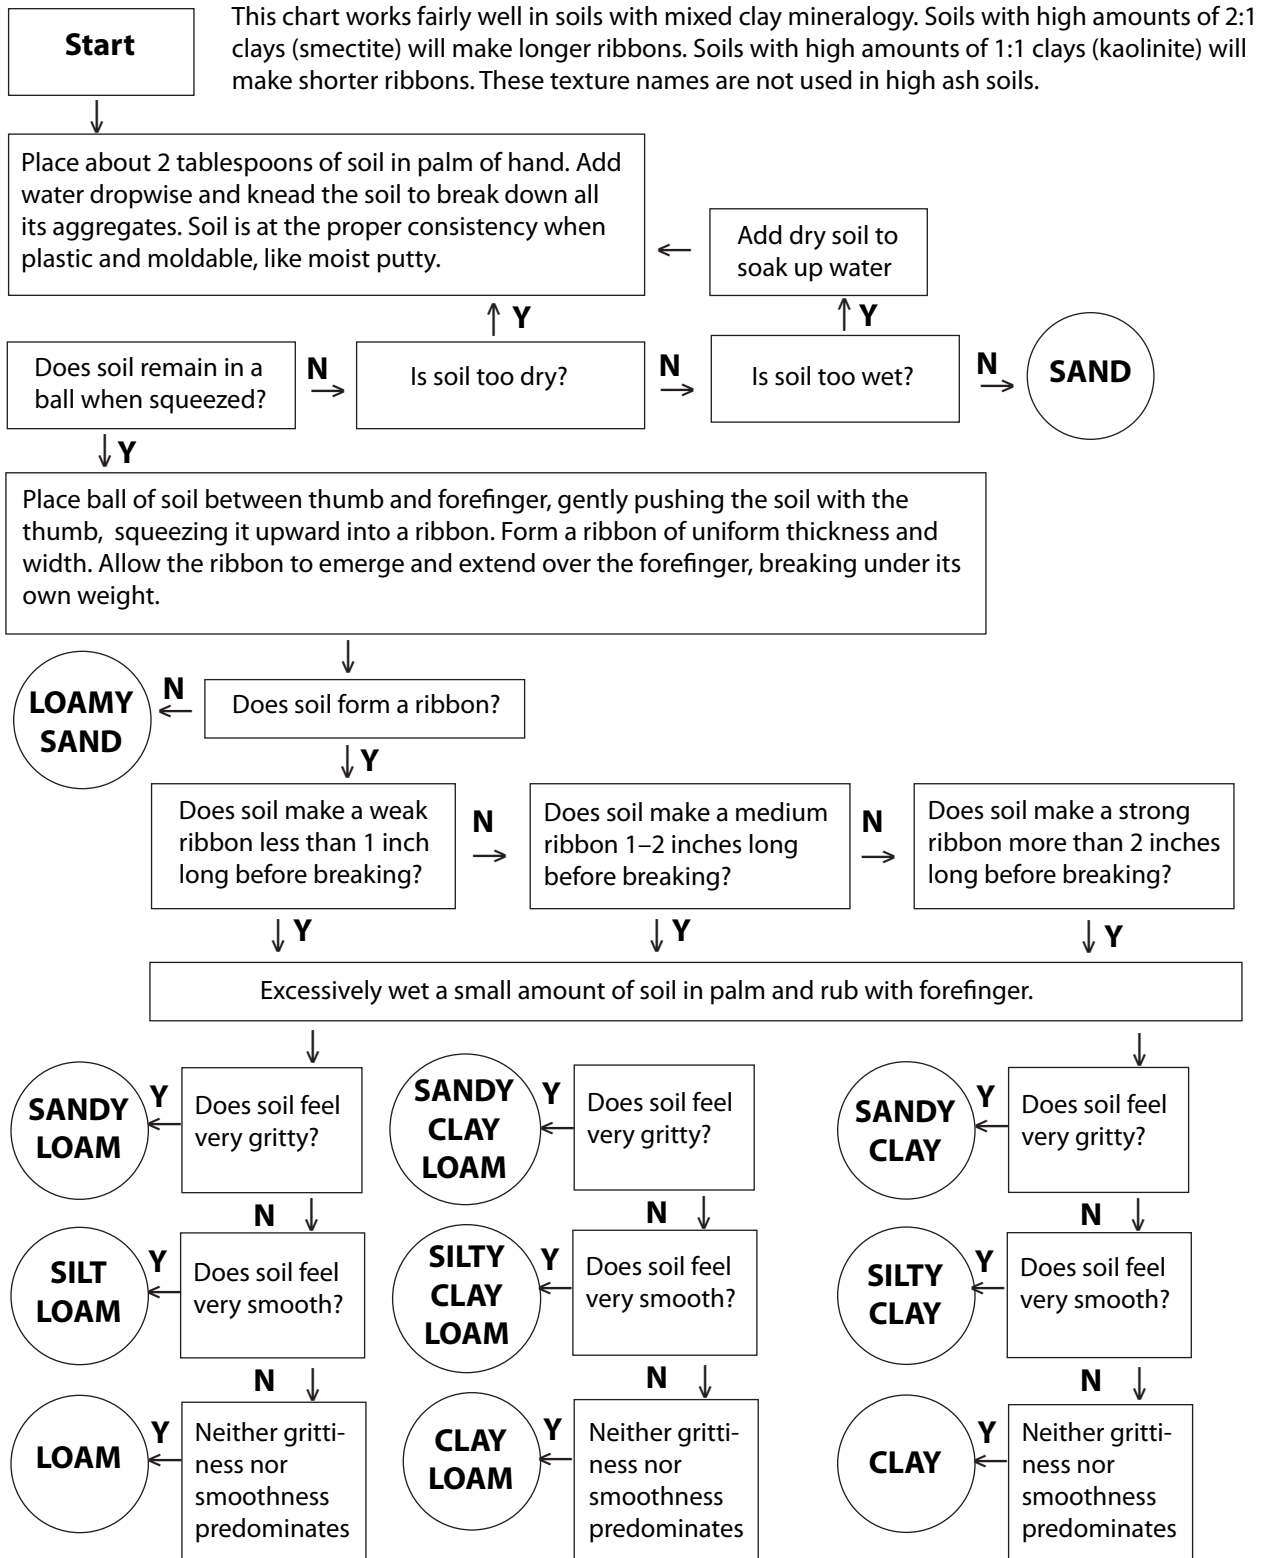 Start
This chart works fairly well in soils with mixed clay mineralogy. Soils with high amounts of 2:1
clays (smectite) will make longer ribbons. Soils with high amounts of 1:1 clays (kaolinite) will
make shorter ribbons. These texture names are not used in high ash soils.
Place about 2 tablespoons of soil in palm of hand. Add
water dropwise and knead the soil to break down all
its aggregates. Soil is at the proper consistency when
plastic and moldable, like moist putty.
Add dry soil to
soak up water
Y
Y
Does soil remain in a
ball when squeezed?
N
Is soil too dry?
N
Is soil too wet?
N
SAND
Y
Place ball of soil between thumb and forefinger, gently pushing the soil with the
thumb, squeezing it upward into a ribbon. Form a ribbon of uniform thickness and
width. Allow the ribbon to emerge and extend over the forefinger, breaking under its
own weight.
LOAMY
SAND
N
Does soil form a ribbon?
Y
Does soil make a weak
ribbon less than 1 inch
long before breaking?
N
Does soil make a medium
ribbon 1–2 inches long
before breaking?
N
Does soil make a strong
ribbon more than 2 inches
long before breaking?
Y
Y
Y
Excessively wet a small amount of soil in palm and rub with forefinger.
SANDY
LOAM
Y
Does soil feel
very gritty?
SANDY
CLAY
LOAM
Y
Does soil feel
very gritty?
SANDY
CLAY
Y
Does soil feel
very gritty?
N
N
N
SILT
LOAM
Y
Does soil feel
very smooth?
SILTY
CLAY
LOAM
Y
Does soil feel
very smooth?
SILTY
CLAY
Y
Does soil feel
very smooth?
N
N
N
LOAM
Y
Neither gritti-
ness nor
smoothness
predominates
CLAY
LOAM
Y
Neither gritti-
ness nor
smoothness
predominates
CLAY
Y
Neither gritti-
ness nor
smoothness
predominates